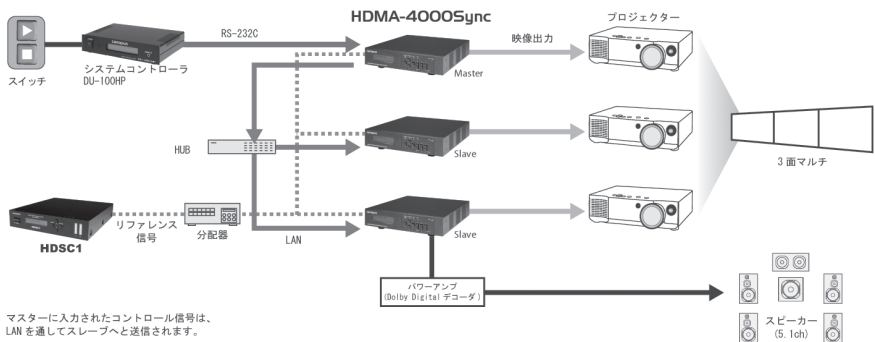 HDMA-4000Sync
RS-232C
映像出力
プロジェクター
スイッチ
システムコントローラ
DU-100HP
Master
HUB
Slave
3面マルチ
リファレンス
信号
分配器
LAN
Slave
HDSC1
パワーアンプ
(Dolby Digital デコーダ)
スピーカー
(5.1ch)
マスターに入力されたコントロール信号は、
LANを通してスレーブへと送信されます。